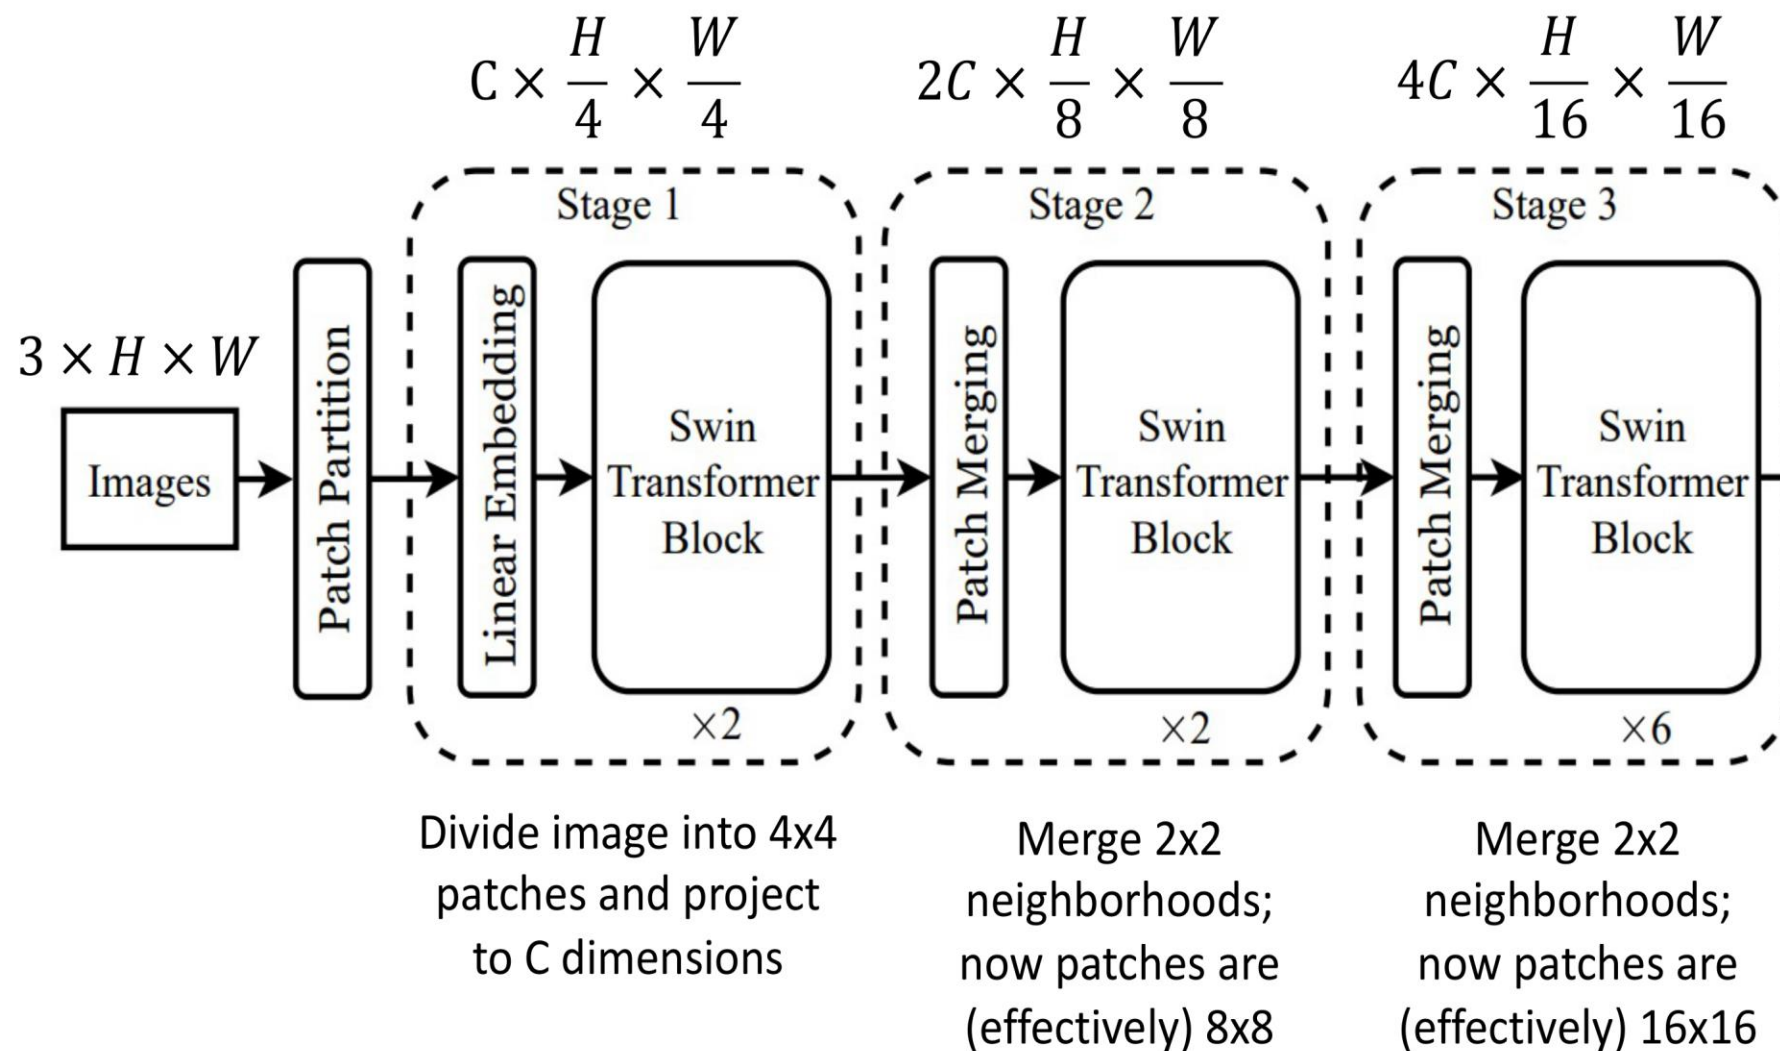 C × H/4 × W/4
2C × H/8 × W/8
4C × H/16 × W/16
Stage 1
Stage 2
Stage 3
3 × H × W
Images
Patch Partition
Linear Embedding
Swin
Transformer
Block
×2
Patch Merging
Swin
Transformer
Block
×2
Patch Merging
Swin
Transformer
Block
×6
Divide image into 4x4
patches and project
to C dimensions
Merge 2x2
neighborhoods;
now patches are
(effectively) 8x8
Merge 2x2
neighborhoods;
now patches are
(effectively) 16x16